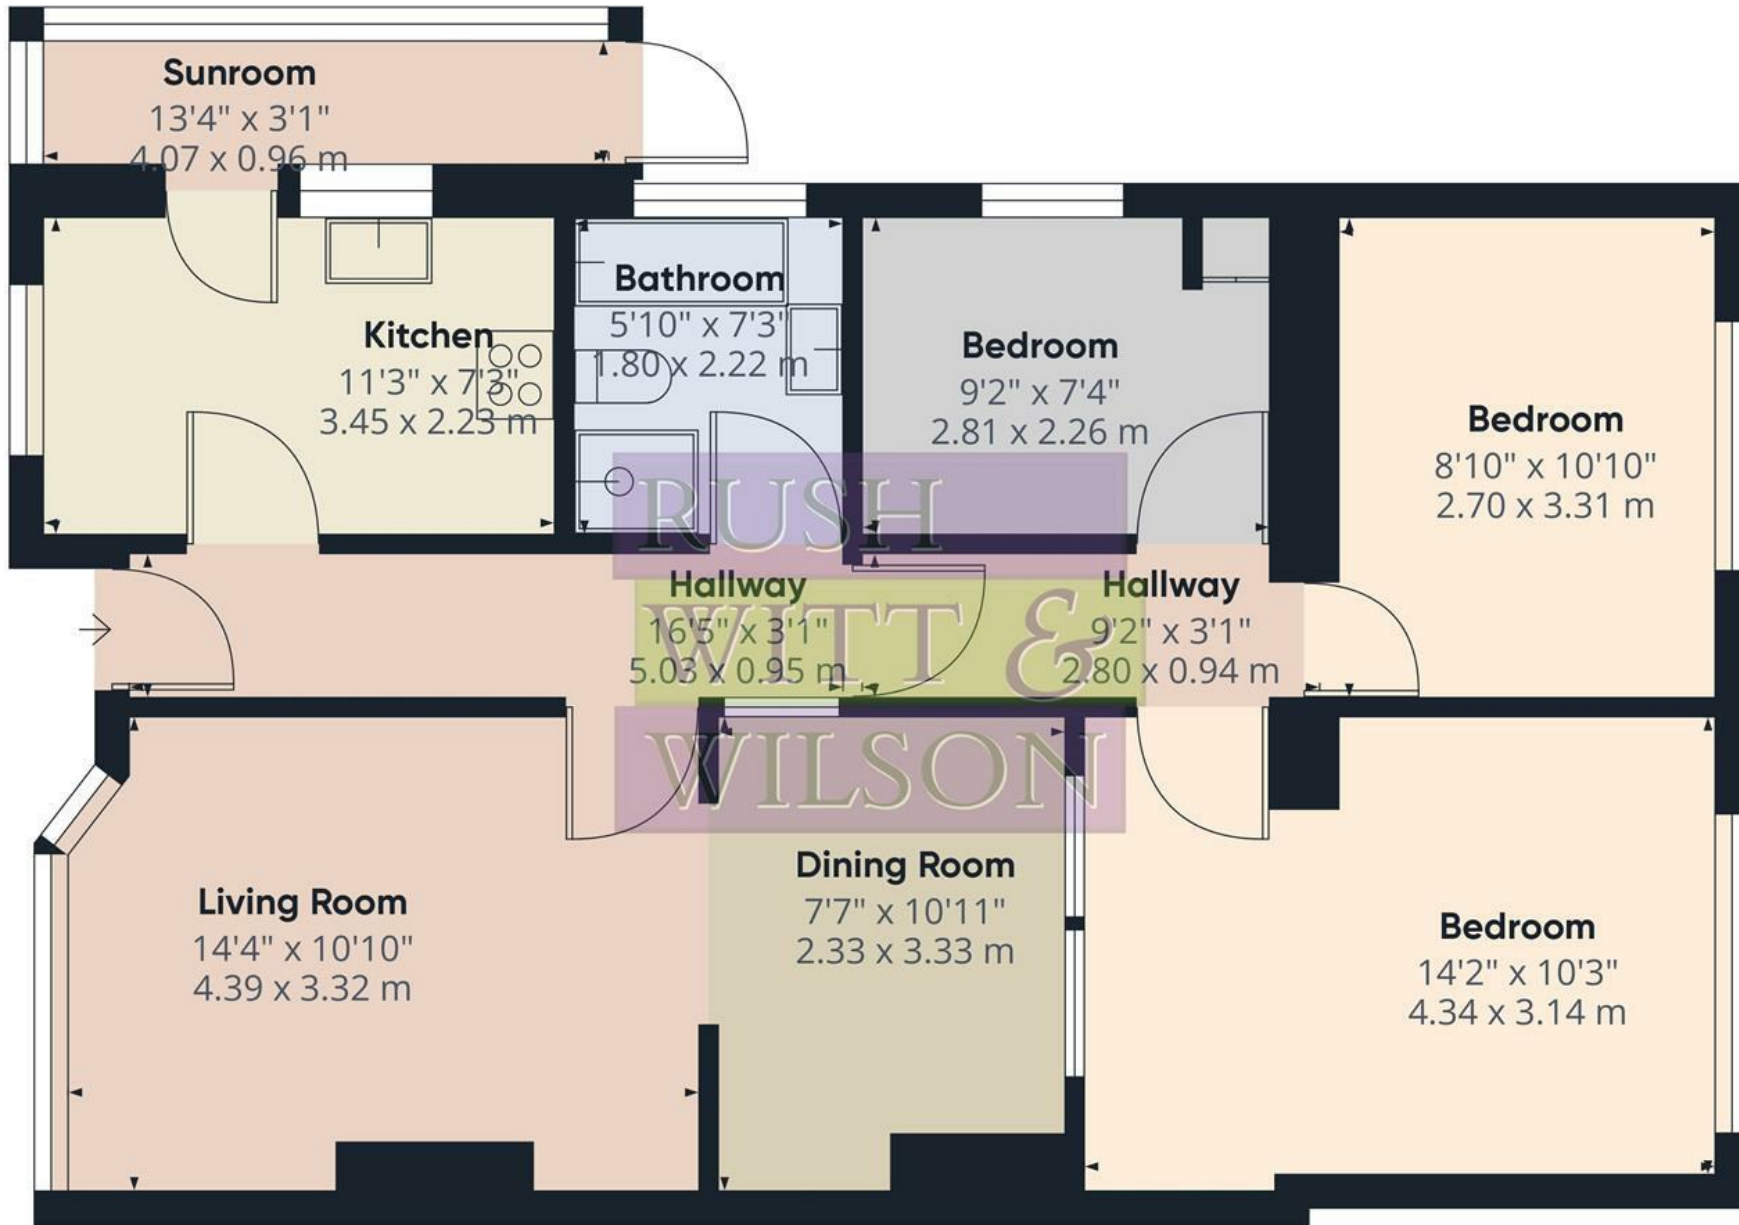 Sunroom
13'4" x 3'1"
4.07 x 0.96 m
Kitchen
11'3" x 7'3"
3.45 x 2.23 m
Bathroom
5'10" x 7'3"
1.80 x 2.22 m
Bedroom
9'2" x 7'4"
2.81 x 2.26 m
Bedroom
8'10" x 10'10"
2.70 x 3.31 m
Hallway
16'5" x 3'1"
5.03 x 0.95 m
Hallway
9'2" x 3'1"
2.80 x 0.94 m
RUSH
WITT &
WILSON
Living Room
14'4" x 10'10"
4.39 x 3.32 m
Dining Room
7'7" x 10'11"
2.33 x 3.33 m
Bedroom
14'2" x 10'3"
4.34 x 3.14 m